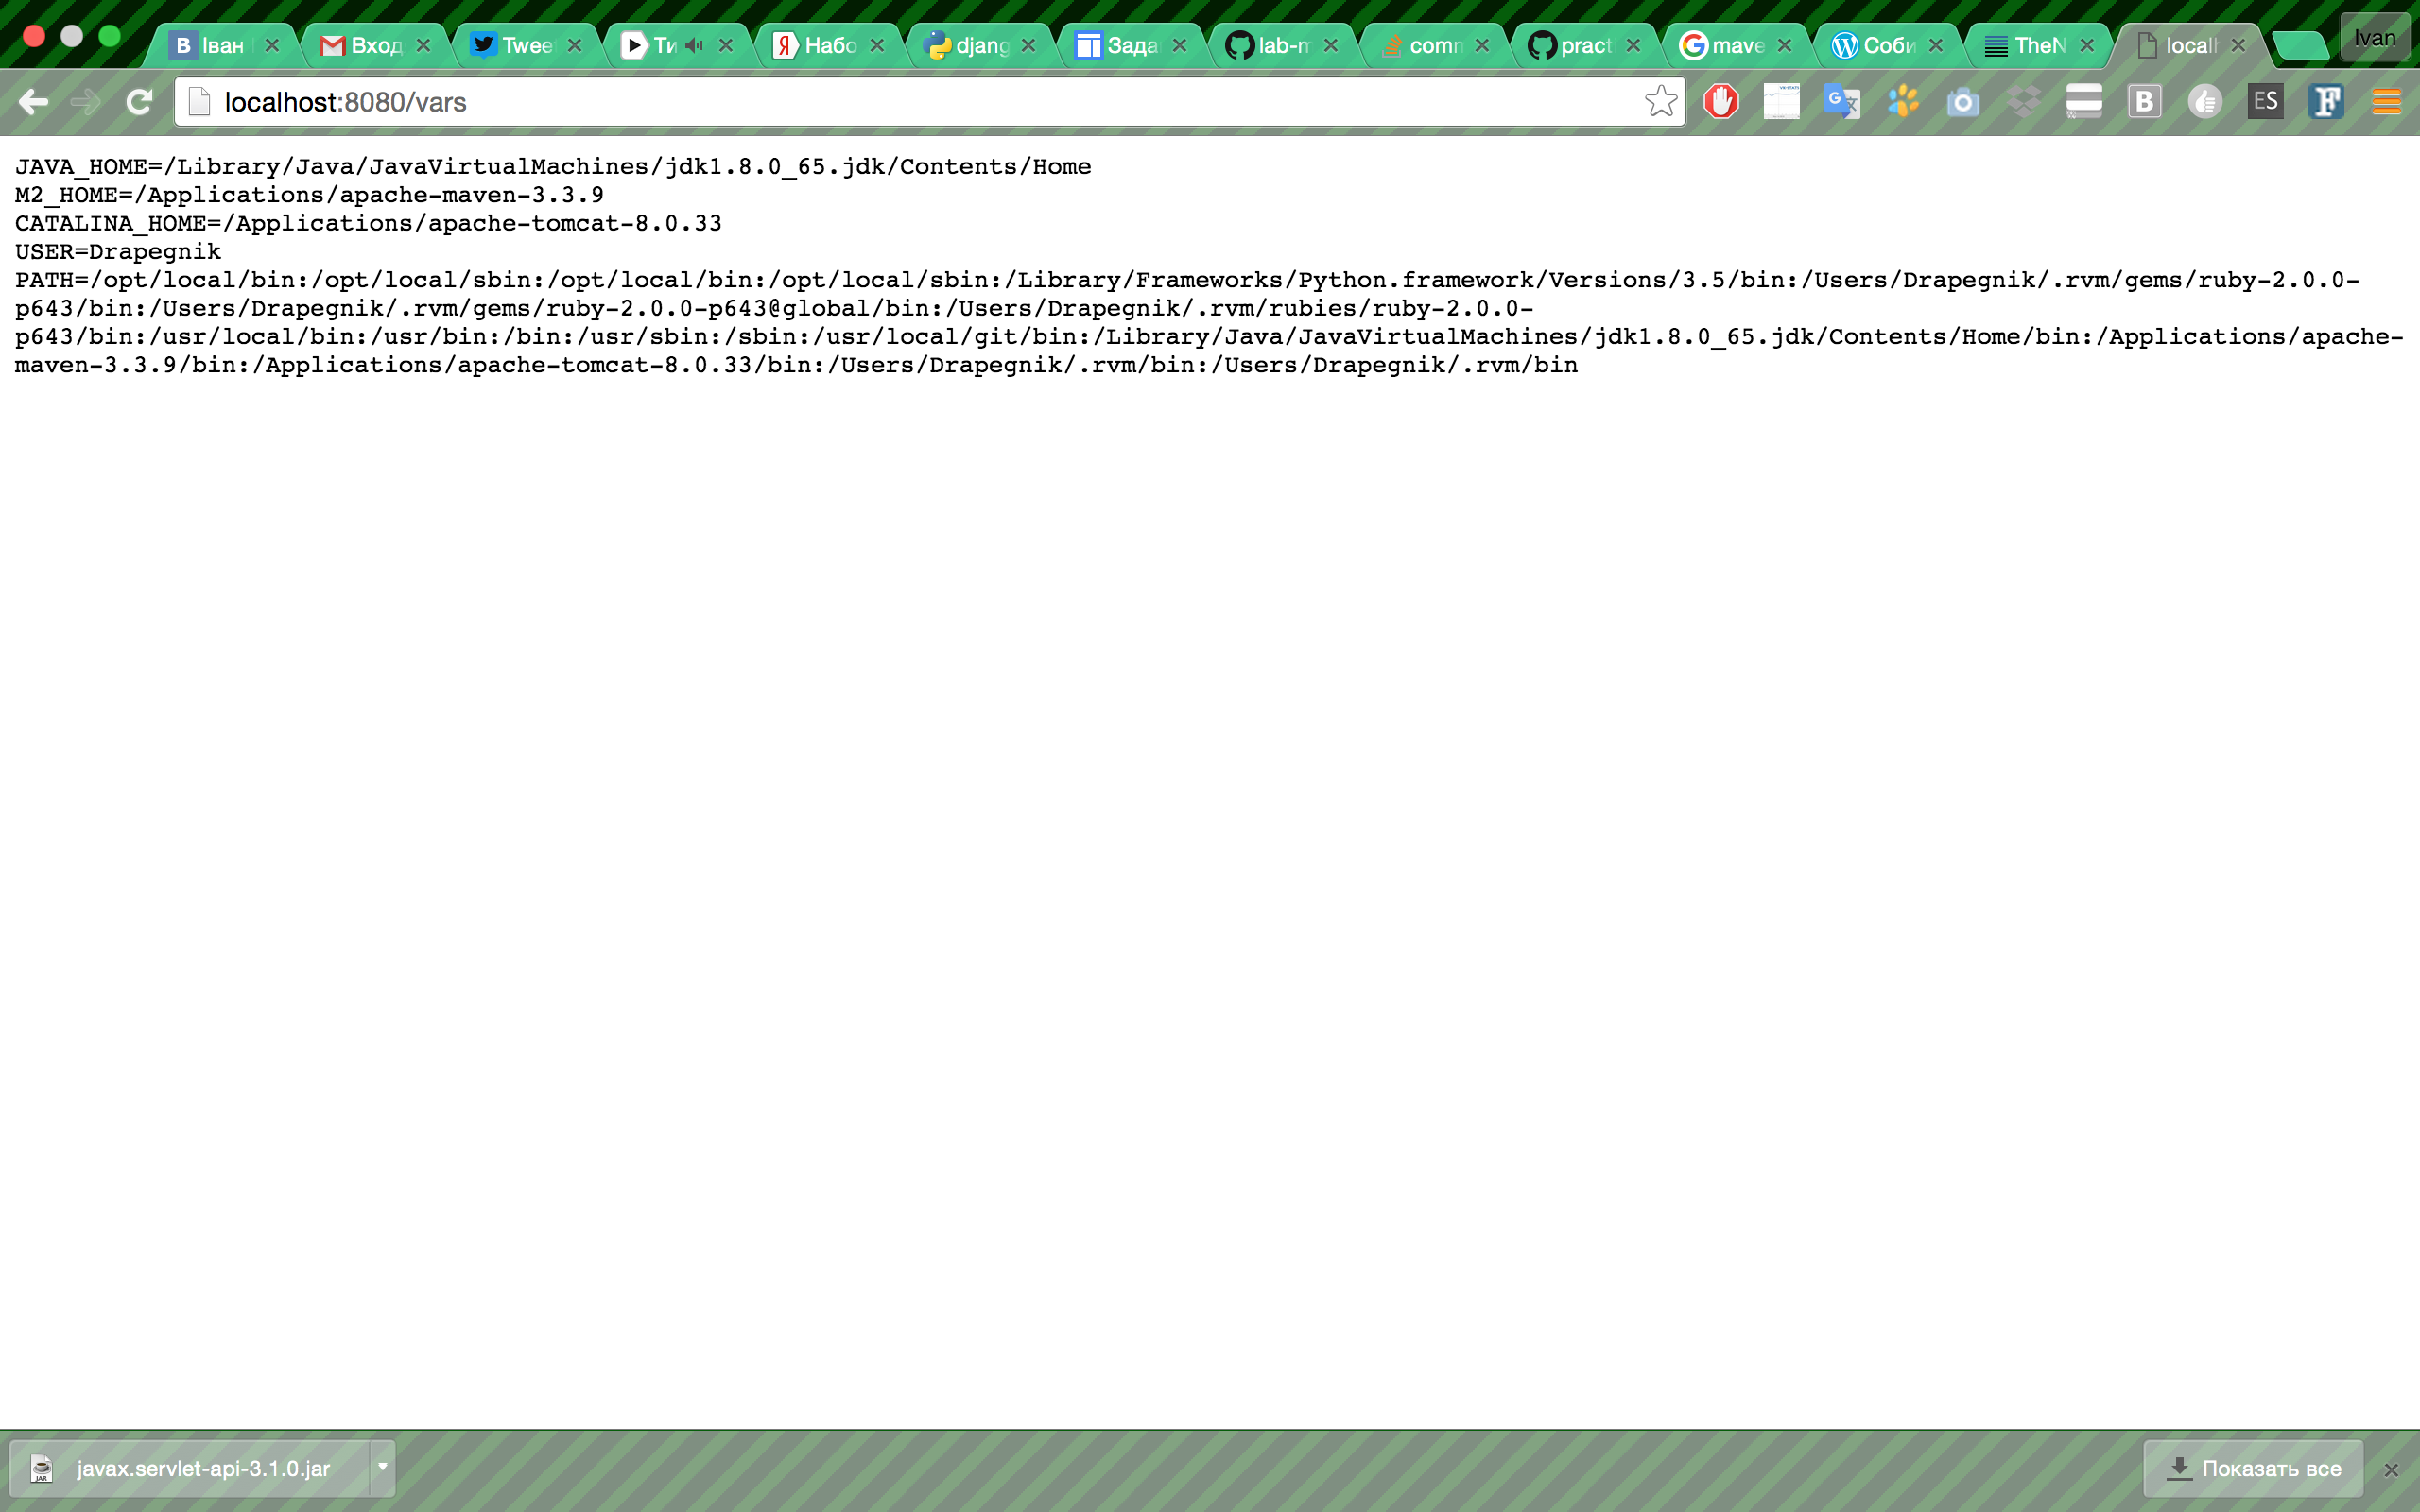 Іван
Вход
Twee
Ти
Набо
djang
Зада
lab-m
comm
pract
mave
Соби
TheN
localh
Ivan
localhost:8080/vars
ES
JAVA_HOME=/Library/Java/JavaVirtualMachines/jdk1.8.0_65.jdk/Contents/Home
M2_HOME=/Applications/apache-maven-3.3.9
CATALINA_HOME=/Applications/apache-tomcat-8.0.33
USER=Drapegnik
PATH=/opt/local/bin:/opt/local/sbin:/opt/local/bin:/opt/local/sbin:/Library/Frameworks/Python.framework/Versions/3.5/bin:/Users/Drapegnik/.rvm/gems/ruby-2.0.0-
p643/bin:/Users/Drapegnik/.rvm/gems/ruby-2.0.0-p643@global/bin:/Users/Drapegnik/.rvm/rubies/ruby-2.0.0-
p643/bin:/usr/local/bin:/usr/bin:/bin:/usr/sbin:/sbin:/usr/local/git/bin:/Library/Java/JavaVirtualMachines/jdk1.8.0_65.jdk/Contents/Home/bin:/Applications/apache-
maven-3.3.9/bin:/Applications/apache-tomcat-8.0.33/bin:/Users/Drapegnik/.rvm/bin:/Users/Drapegnik/.rvm/bin
javax.servlet-api-3.1.0.jar
Показать все